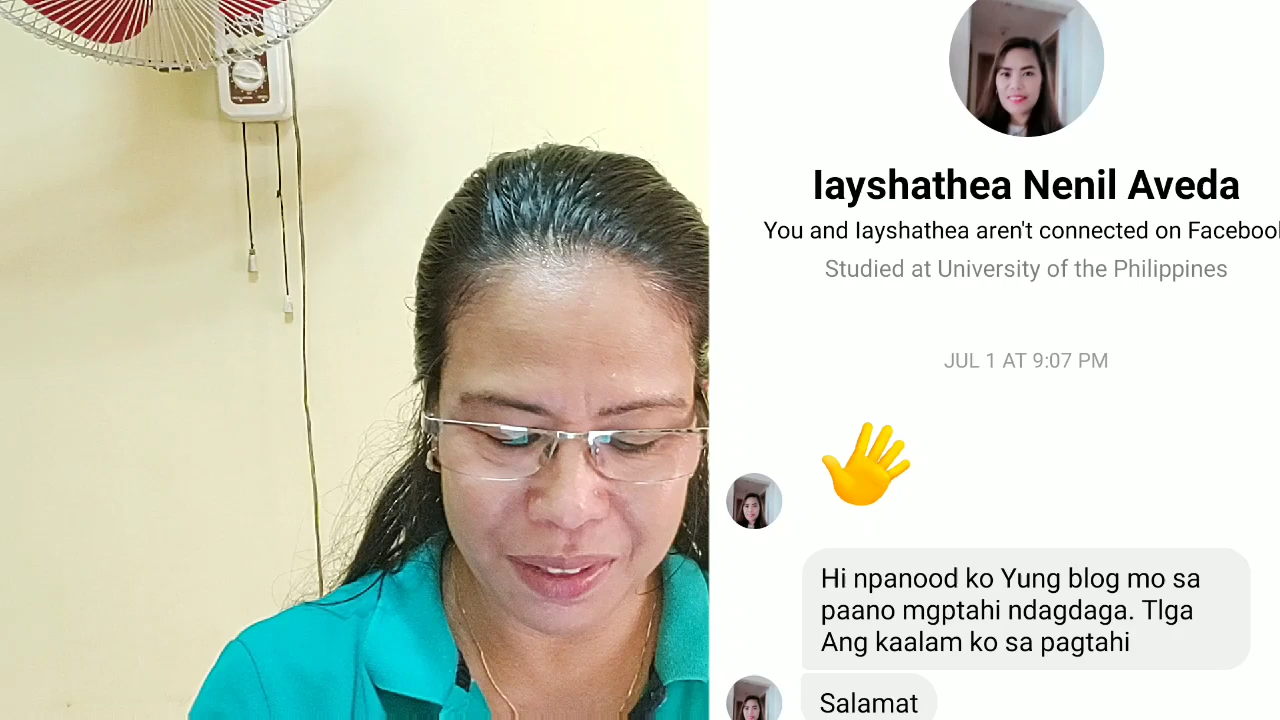 Iayshathea Nenil Aveda
You and Iayshathea aren't connected on Facebook
Studied at University of the Philippines
JUL 1 AT 9:07 PM
Hi npanood ko Yung blog mo sa
paano mgptahi ndagdaga. Tlga
Ang kaalam ko sa pagtahi
Salamat